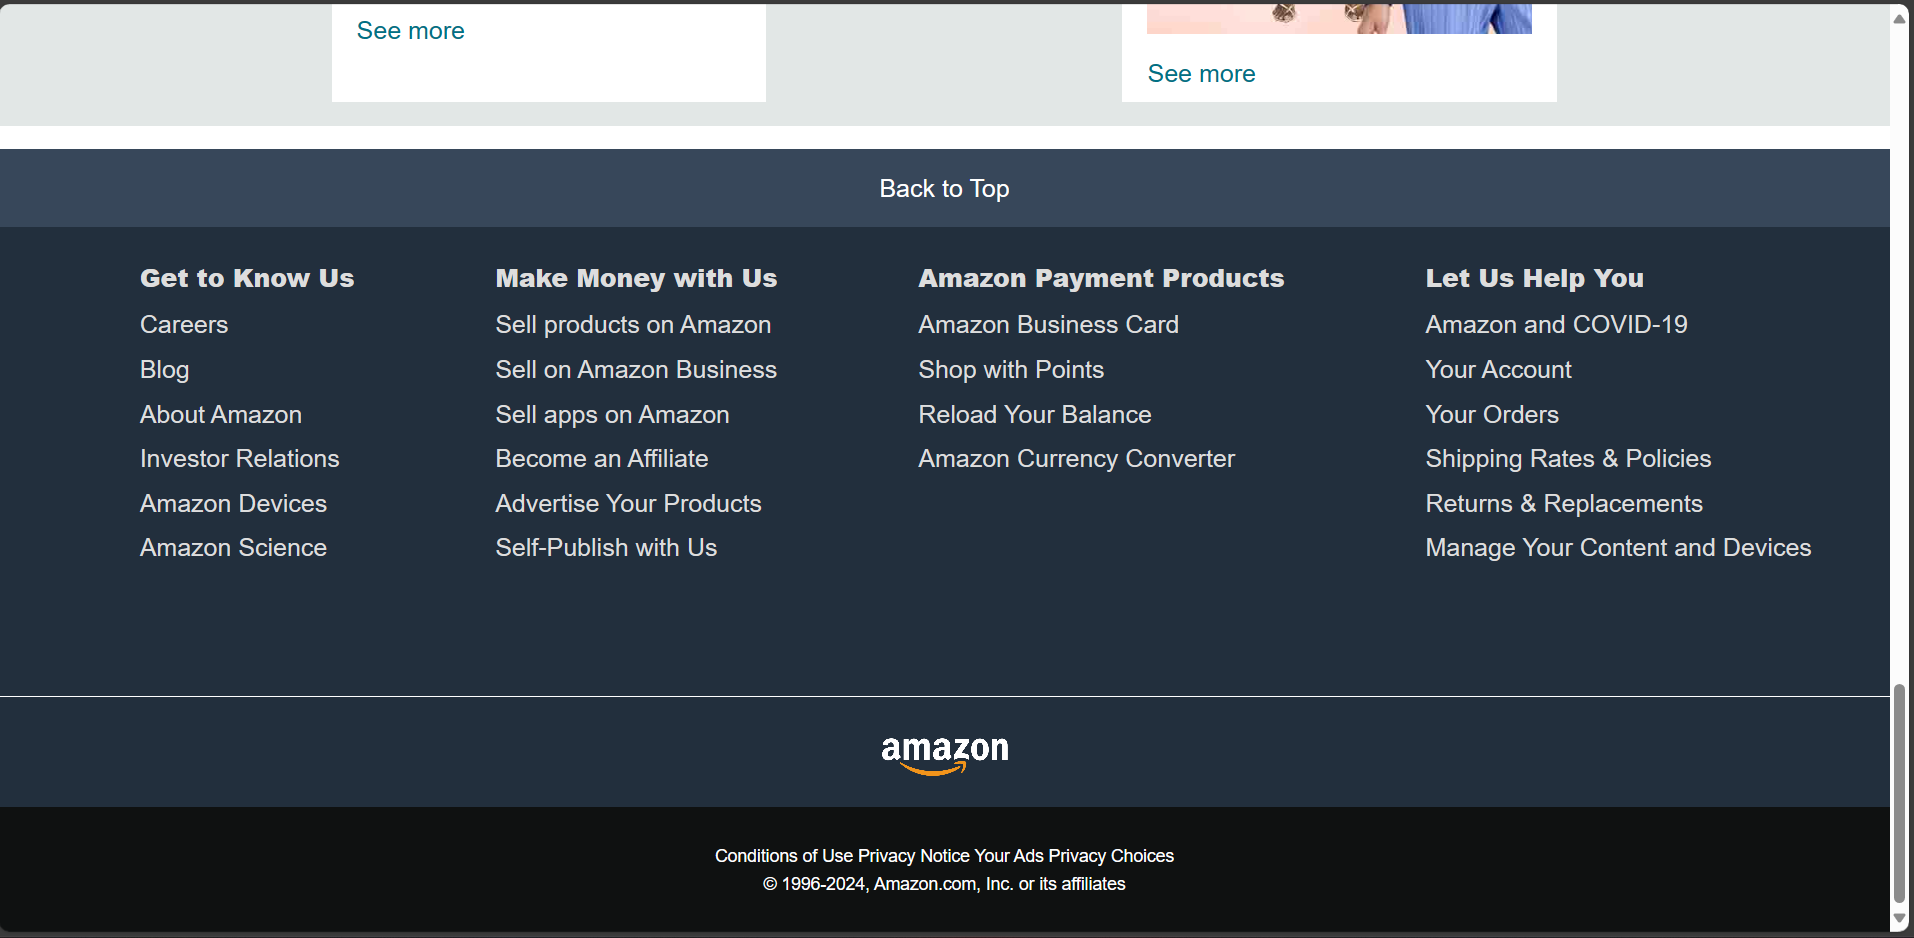 See more
See more
Back to Top
Get to Know Us
Careers
Blog
About Amazon
Investor Relations
Amazon Devices
Amazon Science
Make Money with Us
Sell products on Amazon
Sell on Amazon Business
Sell apps on Amazon
Become an Affiliate
Advertise Your Products
Self-Publish with Us
Amazon Payment Products
Amazon Business Card
Shop with Points
Reload Your Balance
Amazon Currency Converter
Let Us Help You
Amazon and COVID-19
Your Account
Your Orders
Shipping Rates & Policies
Returns & Replacements
Manage Your Content and Devices
amazon
Conditions of Use Privacy Notice Your Ads Privacy Choices
© 1996-2024, Amazon.com, Inc. or its affiliates